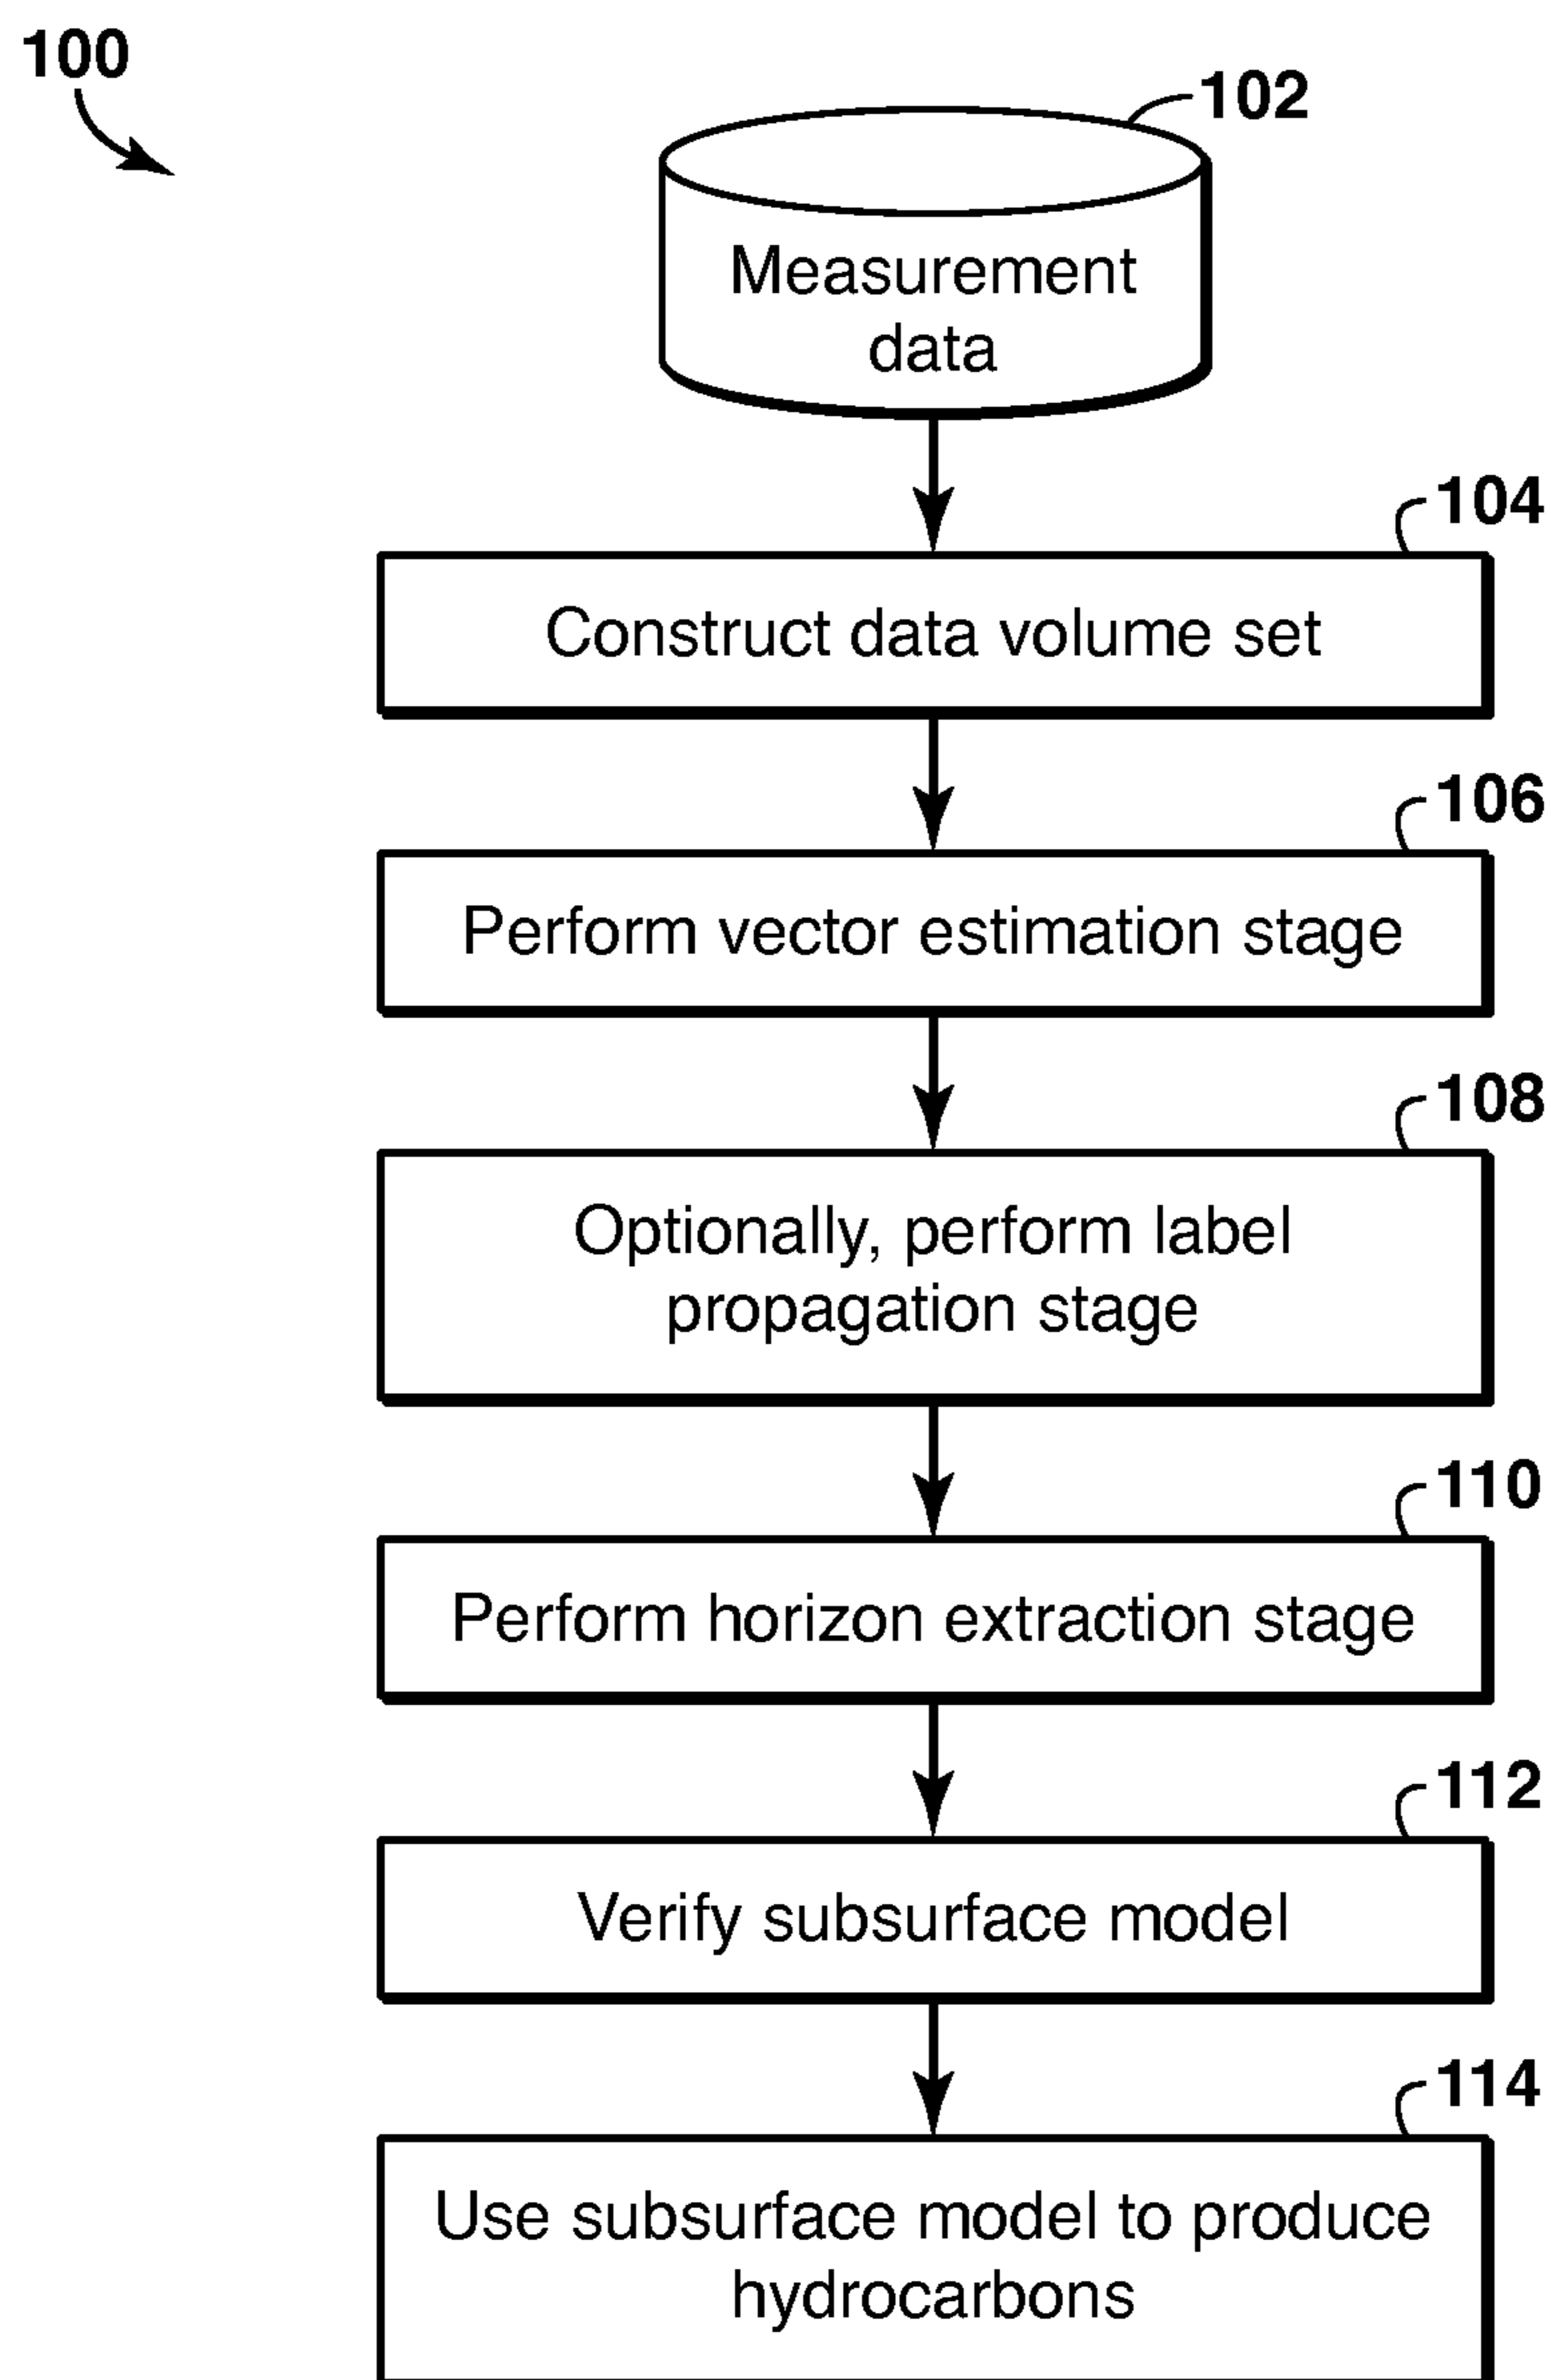 100
102
Measurement
data
104
Construct data volume set
106
Perform vector estimation stage
108
Optionally, perform label
propagation stage
110
Perform horizon extraction stage
112
Verify subsurface model
114
Use subsurface model to produce
hydrocarbons